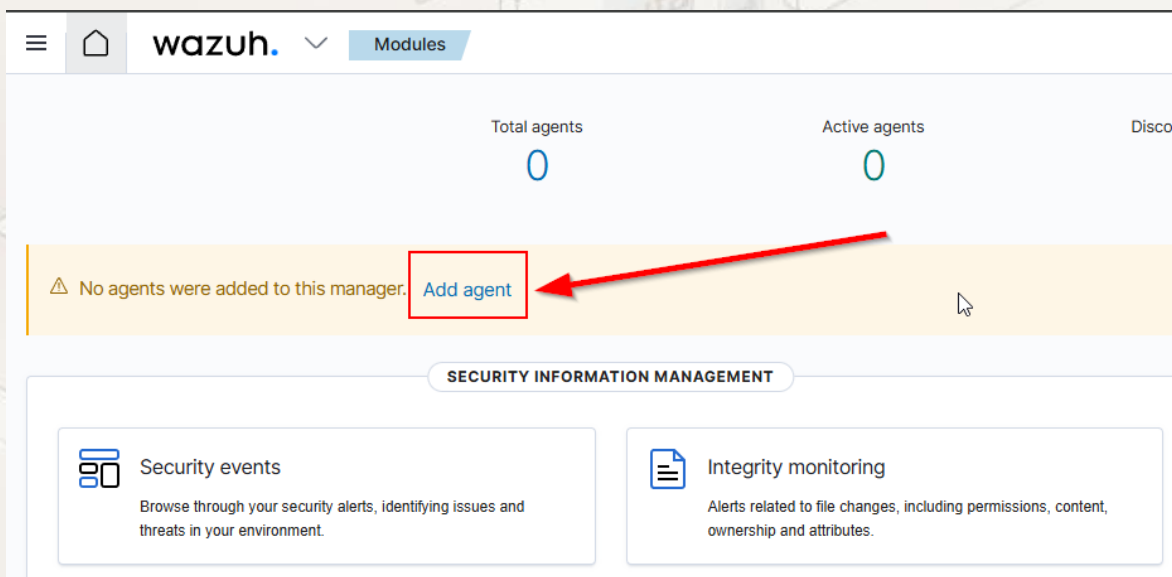 wazuh.
Modules
Total agents
Active agents
Disco
0
0
No agents were added to this manager. Add agent
SECURITY INFORMATION MANAGEMENT
Security events
Browse through your security alerts, identifying issues and
threats in your environment.
Integrity monitoring
Alerts related to file changes, including permissions, content,
ownership and attributes.